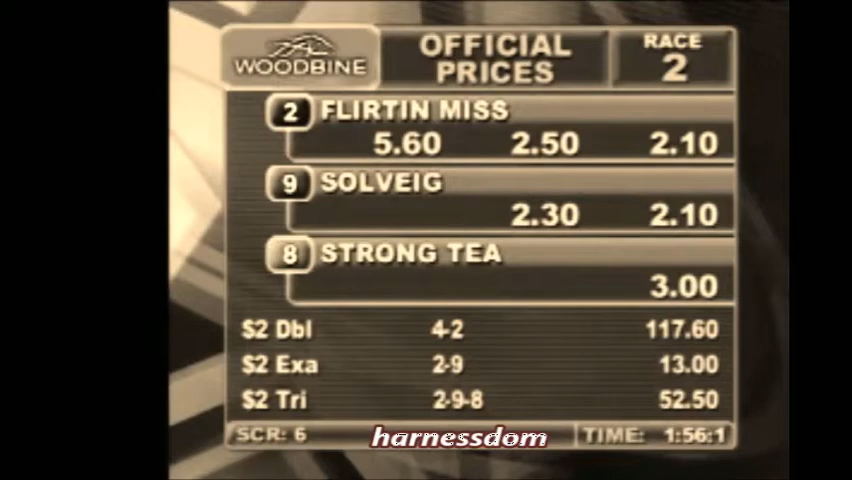 WOODBINE
OFFICIAL
PRICES
RACE
2
2 FLIRTIN MISS
5.60 2.50 2.10
9 SOLVEIG
2.30 2.10
8 STRONG TEA
3.00
$2 Dbl 4-2 117.60
$2 Exa 2-9 13.00
$2 Tri 2-9-8 52.50
SCR: 6 harnessdom TIME: 1:56:1